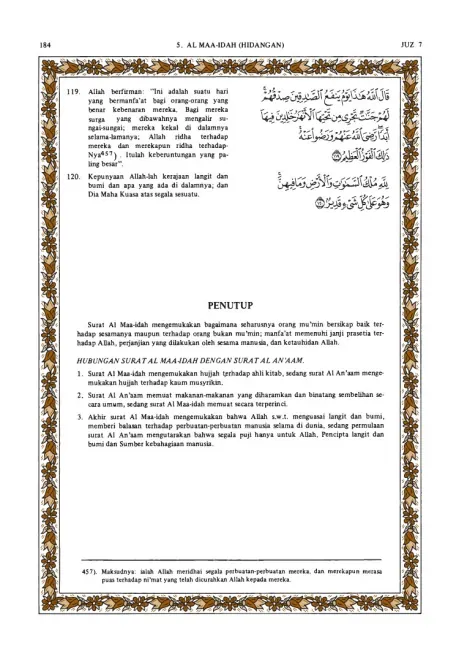 184
5. AL MAA-IDAH (HIDANGAN)
JUZ 7
119. Allah berfirman: "Ini adalah suatu hari
yang bermanfa'at bagi orang-orang yang
benar kebenaran mereka. Bagi mereka
surga yang dibawahnya mengalir su-
ngai-sungai; mereka kekal di dalamnya
selama-lamanya; Allah ridha terhadap
mereka dan merekapun ridha terhadap-
Nya457) . Itulah keberuntungan yang pa-
ling besar".
قَالَ اللَّهُ هَٰذَا يَوْمُ يَنفَعُ الصَّادِقِينَ صِدْقُهُمْ
لَهُمْ جَنَّاتٌ تَجْرِي مِن تَحْتِهَا الْأَنْهَارُ خَالِدِينَ فِيهَا
أَبَدًا رَّضِيَ اللَّهُ عَنْهُمْ وَرَضُوا عَنْهُ
ذَٰلِكَ الْفَوْزُ الْعَظِيمُ ١١٩
120. Kepunyaan Allah-lah kerajaan langit dan
bumi dan apa yang ada di dalamnya; dan
Dia Maha Kuasa atas segala sesuatu.
لِلَّهِ مُلْكُ السَّمَاوَاتِ وَالْأَرْضِ وَمَا فِيهِنَّ
وَهُوَ عَلَىٰ كُلِّ شَيْءٍ قَدِيرٌ ١٢٠
PENUTUP
Surat Al Maa-idah mengemukakan bagaimana seharusnya orang mu'min bersikap baik ter-
hadap sesamanya maupun terhadap orang bukan mu'min; manfa'at memenuhi janji prasetia ter-
hadap Allah, perjanjian yang dilakukan oleh sesama manusia, dan ketauhidan Allah.
HUBUNGAN SURAT AL MAA-IDAH DENGAN SURAT AL AN'AAM.
1. Surat Al Maa-idah mengemukakan hujjah terhadap ahli kitab, sedang surat Al An'aam menge-
mukakan hujjah terhadap kaum musyrikin.
2. Surat Al An'aam memuat makanan-makanan yang diharamkan dan binatang sembelihan se-
cara umum, sedang surat Al Maa-idah memuat secara terperinci.
3. Akhir surat Al Maa-idah mengemukakan bahwa Allah s.w.t. menguasai langit dan bumi,
memberi balasan terhadap perbuatan-perbuatan manusia selama di dunia, sedang permulaan
surat Al An'aam mengutarakan bahwa segala puji hanya untuk Allah, Pencipta langit dan
bumi dan Sumber kebahagiaan manusia.
457). Maksudnya: ialah Allah meridhai segala perbuatan-perbuatan mereka, dan merekapun merasa
puas terhadap ni'mat yang telah dicurahkan Allah kepada mereka.